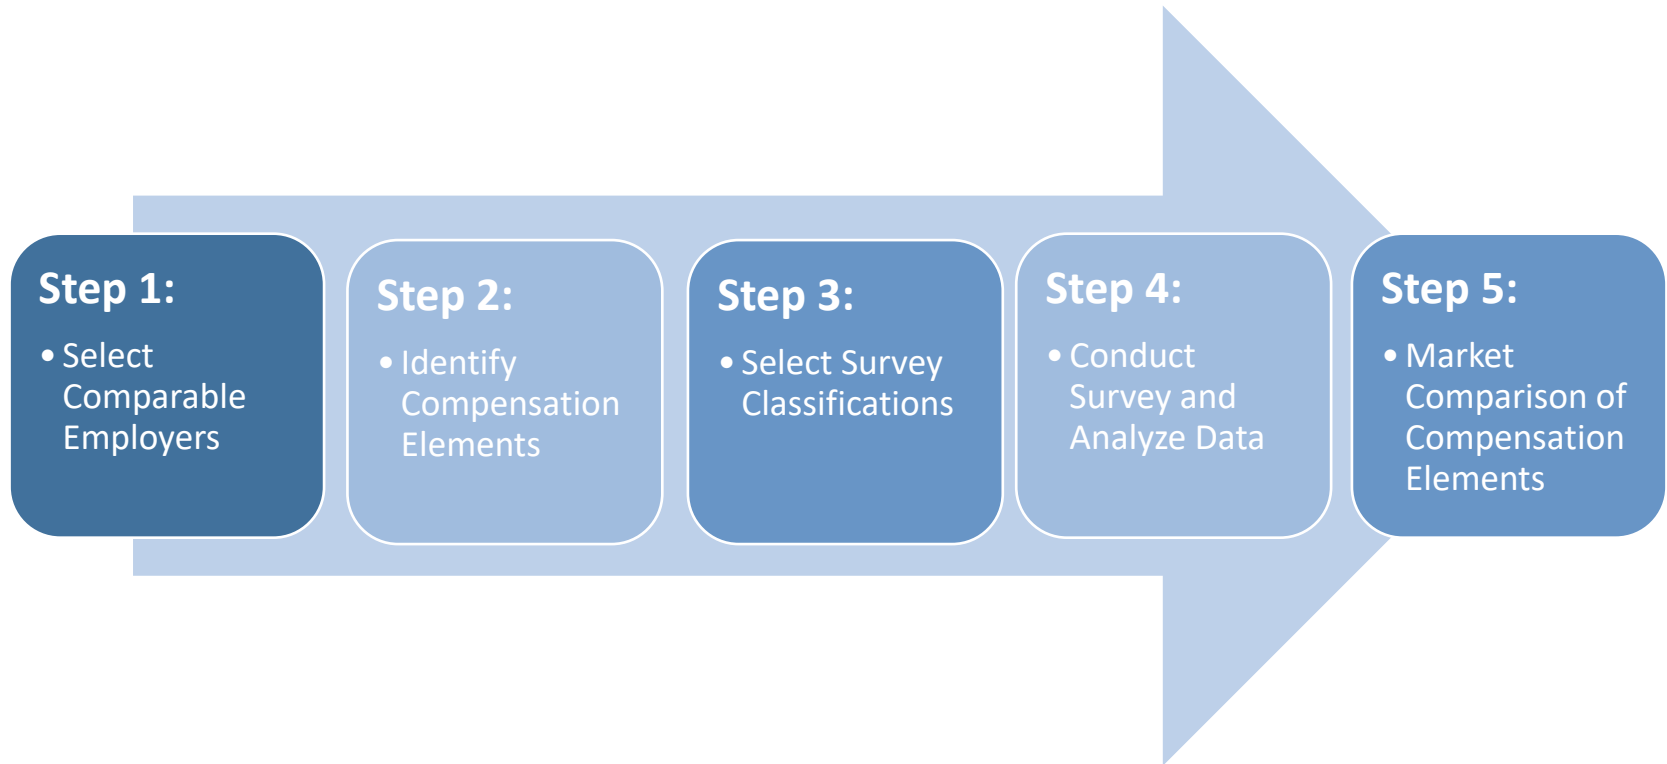 Step 1:
• Select
Comparable
Employers
Step 2:
• Identify
Compensation
Elements
Step 3:
• Select Survey
Classifications
Step 4:
• Conduct
Survey and
Analyze Data
Step 5:
• Market
Comparison of
Compensation
Elements